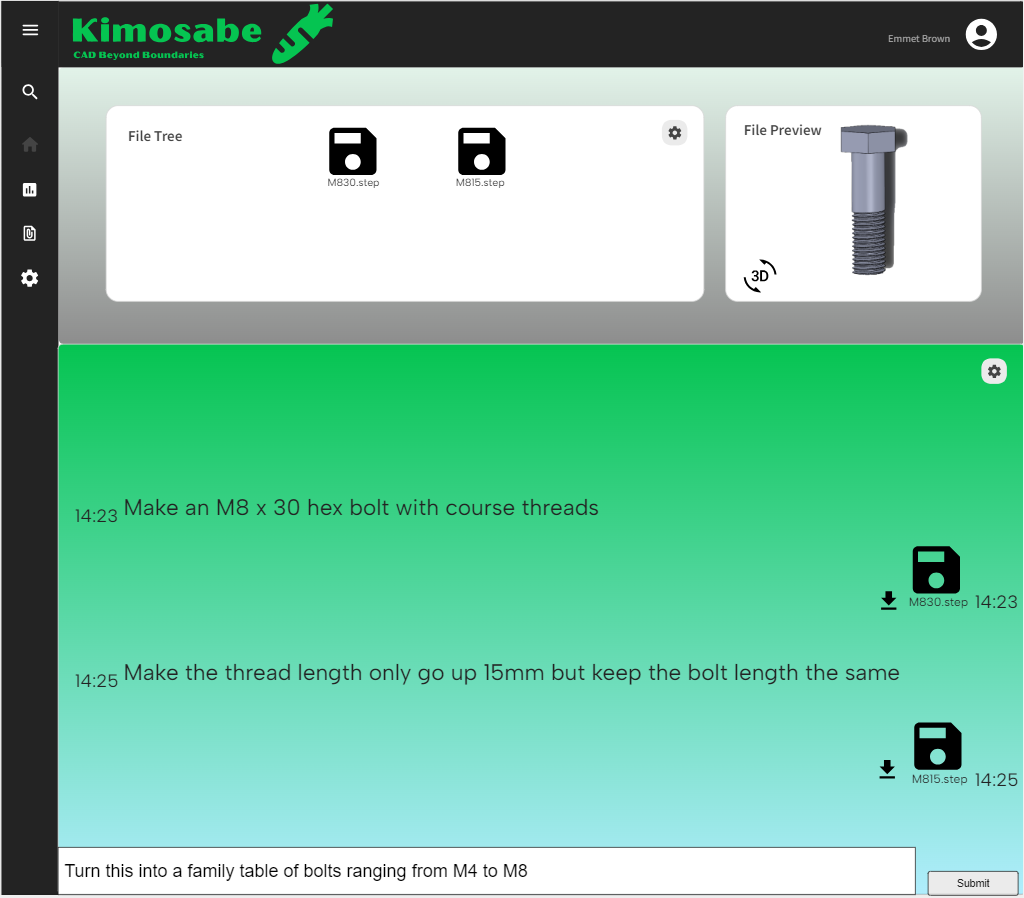 Kimosabe
CAD Beyond Boundaries
Emmet Brown
File Tree
M830.step
M815.step
File Preview
3D
14:23 Make an M8 x 30 hex bolt with course threads
M830.step 14:23
14:25 Make the thread length only go up 15mm but keep the bolt length the same
M815.step 14:25
Turn this into a family table of bolts ranging from M4 to M8
Submit